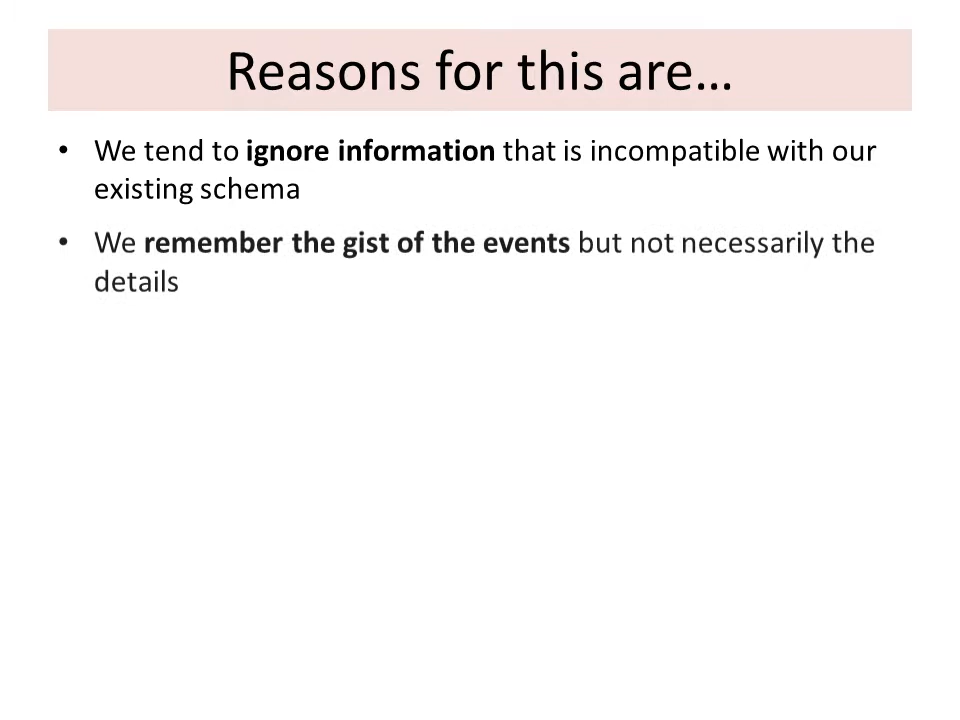 Reasons for this are…
• We tend to ignore information that is incompatible with our
existing schema
• We remember the gist of the events but not necessarily the
details